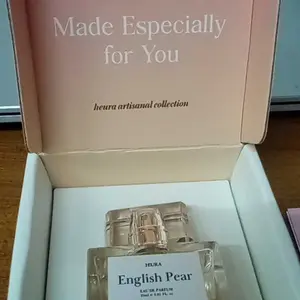 Made Especially
for You
heura artisanal collection
HEURA
English Pear
EAU DE PARFUM